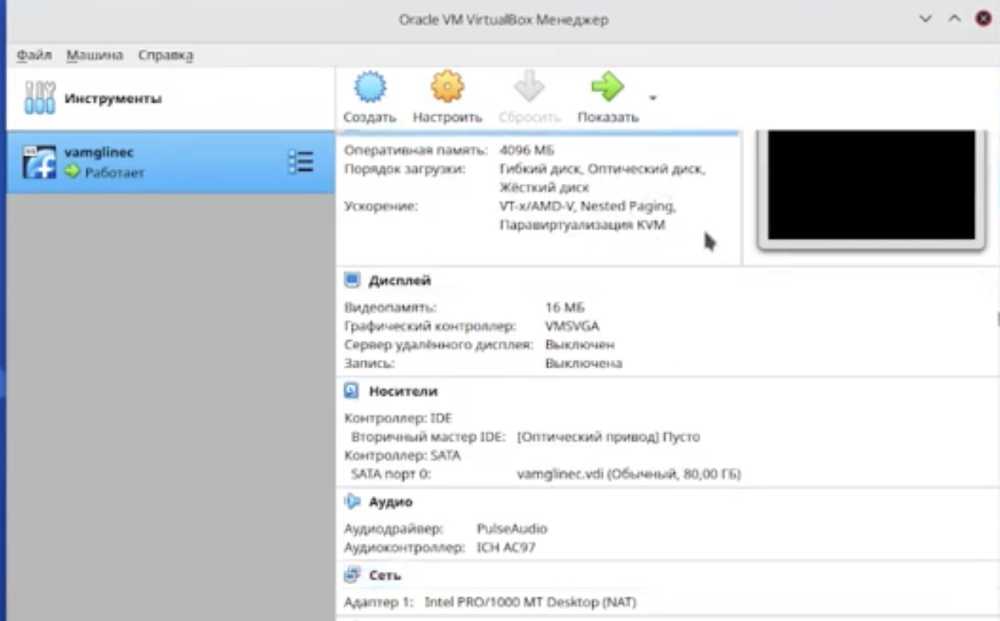 Oracle VM VirtualBox Менеджер
Файл Машина Справка
Инструменты
Создать Настроить Сбросить Показать
vamglinec
Работает
Оперативная память: 4096 МБ
Порядок загрузки: Гибкий диск, Оптический диск,
Жёсткий диск
Ускорение: VT-x/AMD-V, Nested Paging,
Паравиртуализация KVM
Дисплей
Видеопамять: 16 МБ
Графический контроллер: VMSVGA
Сервер удалённого дисплея: Выключен
Запись: Выключена
Носители
Контроллер: IDE
Вторичный мастер IDE: [Оптический привод] Пусто
Контроллер: SATA
SATA порт 0: vamglinec.vdi (Обычный, 80,00 ГБ)
Аудио
Аудиодрайвер: PulseAudio
Аудиоконтроллер: ICH AC97
Сеть
Адаптер 1: Intel PRO/1000 MT Desktop (NAT)